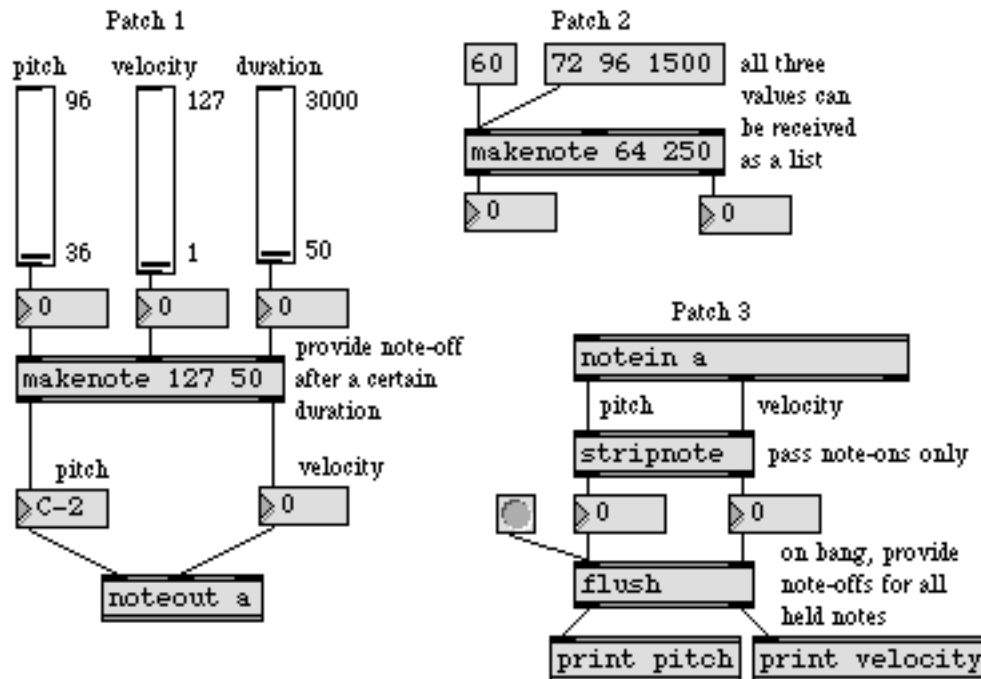 Patch 1
pitch velocity duration
96 127 3000
36 1 50
0 0 0
makenote 127 50
provide note-off
after a certain
duration
pitch velocity
C-2 0
noteout a
Patch 2
60 72 96 1500
all three
values can
be received
as a list
makenote 64 250
0 0
Patch 3
notein a
pitch velocity
stripnote
pass note-ons only
0 0
flush
on bang, provide
note-offs for all
held notes
print pitch print velocity